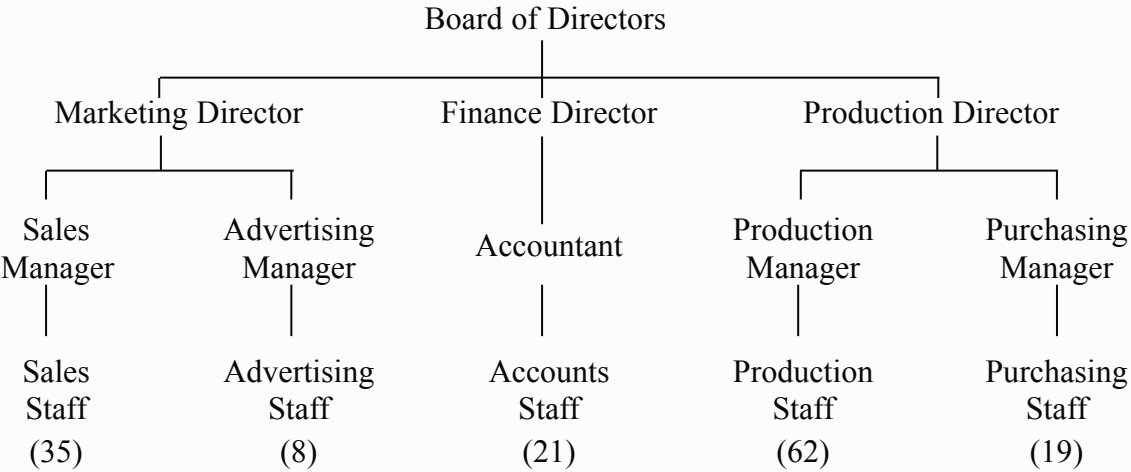 Board of Directors
Marketing Director
Finance Director
Production Director
Sales
Manager
Advertising
Manager
Accountant
Production
Manager
Purchasing
Manager
Sales
Staff
(35)
Advertising
Staff
(8)
Accounts
Staff
(21)
Production
Staff
(62)
Purchasing
Staff
(19)